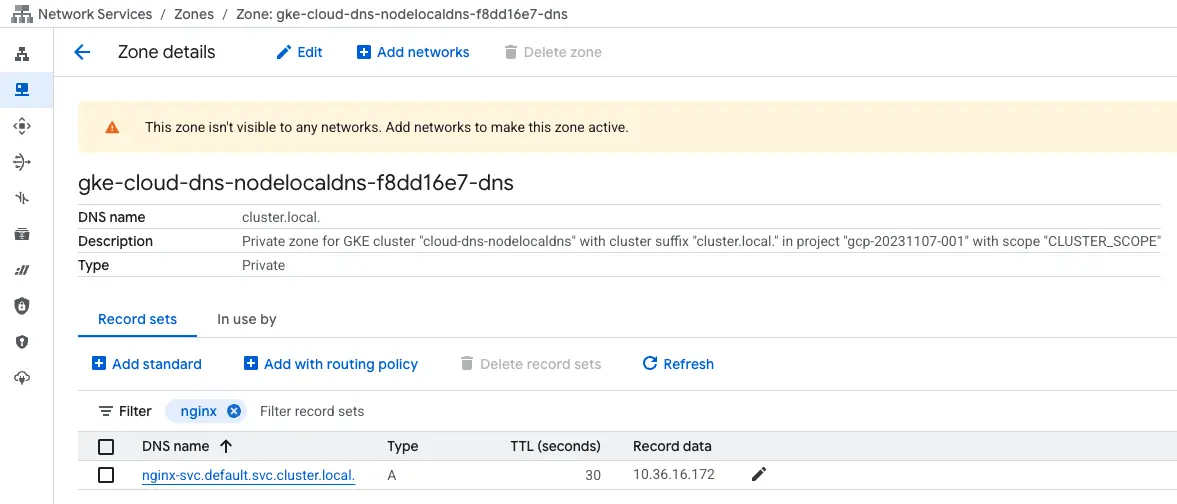 Network Services / Zones / Zone: gke-cloud-dns-nodelocaldns-f8dd16e7-dns
Zone details Edit Add networks Delete zone
This zone isn't visible to any networks. Add networks to make this zone active.
gke-cloud-dns-nodelocaldns-f8dd16e7-dns
DNS name cluster.local.
Description Private zone for GKE cluster "cloud-dns-nodelocaldns" with cluster suffix "cluster.local." in project "gcp-20231107-001" with scope "CLUSTER_SCOPE"
Type Private
Record sets In use by
Add standard Add with routing policy Delete record sets Refresh
Filter nginx Filter record sets
DNS name Type TTL (seconds) Record data
nginx-svc.default.svc.cluster.local. A 30 10.36.16.172